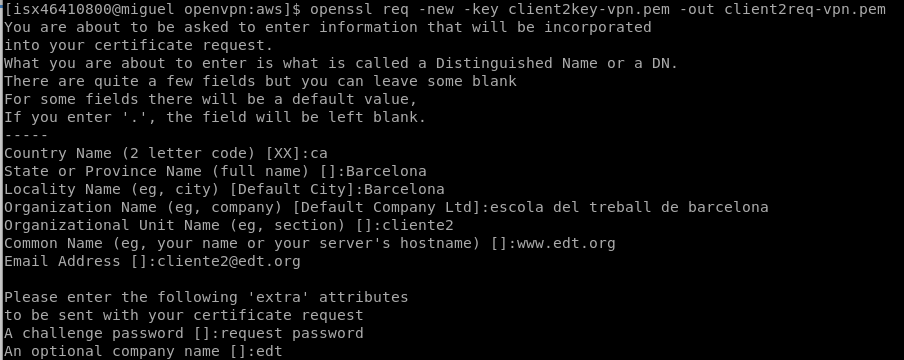 [isx46410800@miguel openvpn:aws]$ openssl req -new -key client2key-vpn.pem -out client2req-vpn.pem
You are about to be asked to enter information that will be incorporated
into your certificate request.
What you are about to enter is what is called a Distinguished Name or a DN.
There are quite a few fields but you can leave some blank
For some fields there will be a default value,
If you enter '.', the field will be left blank.
-----
Country Name (2 letter code) [XX]:ca
State or Province Name (full name) []:Barcelona
Locality Name (eg, city) [Default City]:Barcelona
Organization Name (eg, company) [Default Company Ltd]:escola del treball de barcelona
Organizational Unit Name (eg, section) []:cliente2
Common Name (eg, your name or your server's hostname) []:www.edt.org
Email Address []:cliente2@edt.org

Please enter the following 'extra' attributes
to be sent with your certificate request
A challenge password []:request password
An optional company name []:edt